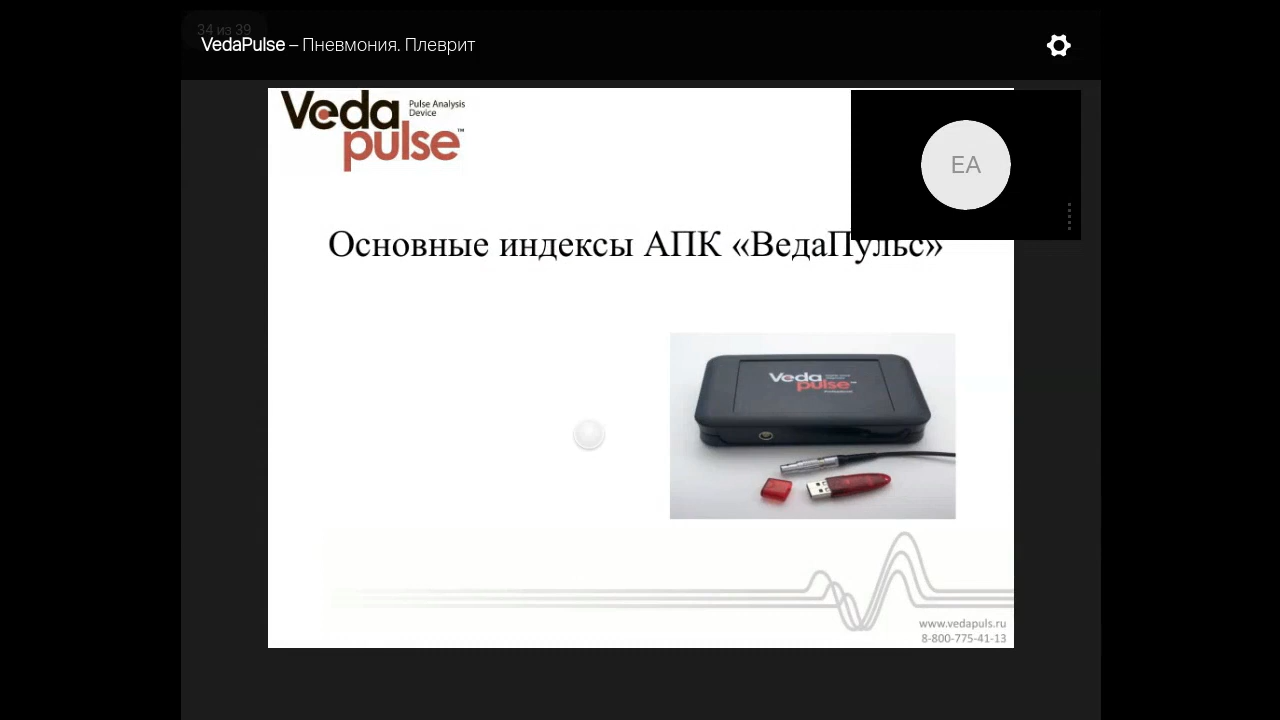 34 из 39
VedaPulse – Пневмония. Плеврит
Veda
Pulse Analysis
Device
pulse™
EA
Основные индексы АПК «ВедаПульс»
Veda
pulse
www.vedapuls.ru
8-800-775-41-13